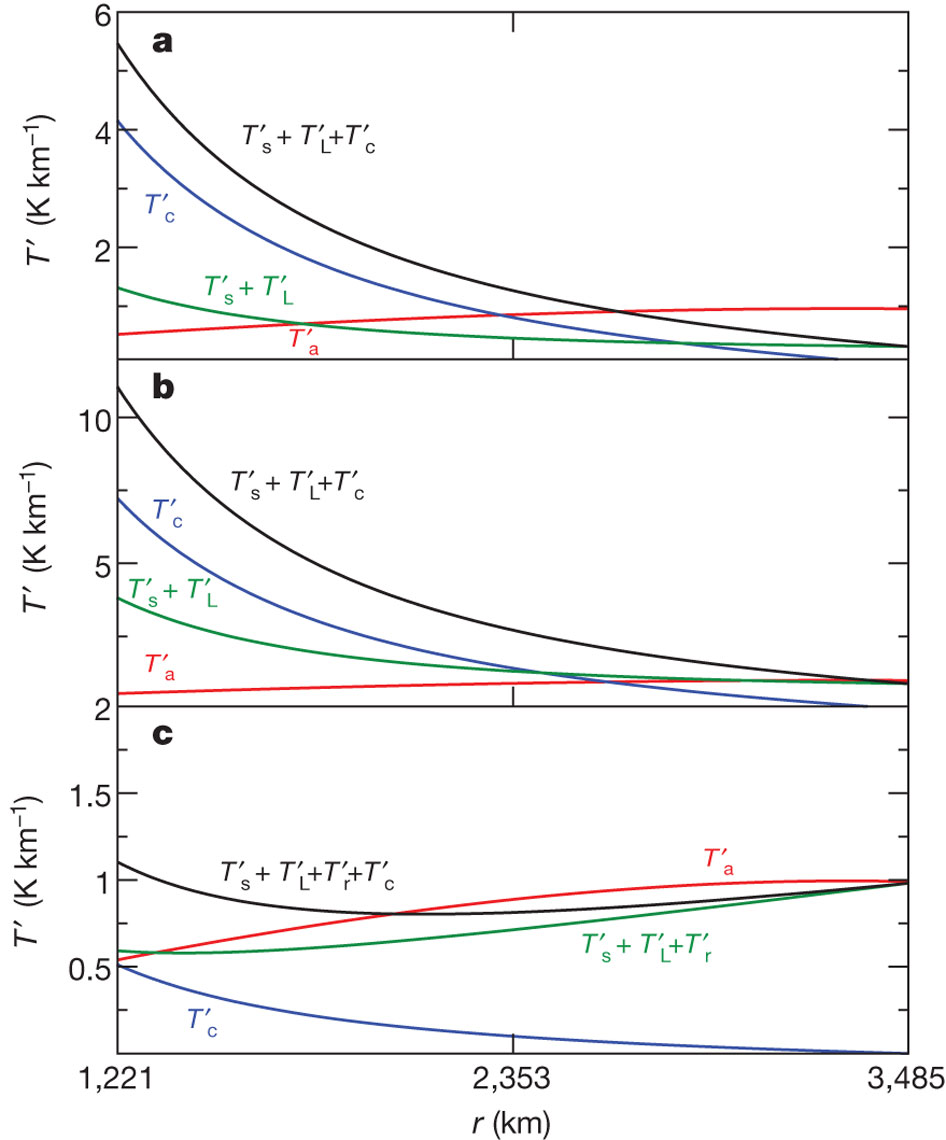 6
a
T′s + T′L+T′c
4
T′ (K km−1)
T′c
2
T′s + T′L
T′a
b
10
T′s + T′L+T′c
T′c
T′ (K km−1)
5
T′s + T′L
T′a
2
c
1.5
T′a
T′s + T′L+T′r+T′c
1
T′ (K km−1)
T′s + T′L+T′r
0.5
T′c
1,221 2,353 3,485
r (km)